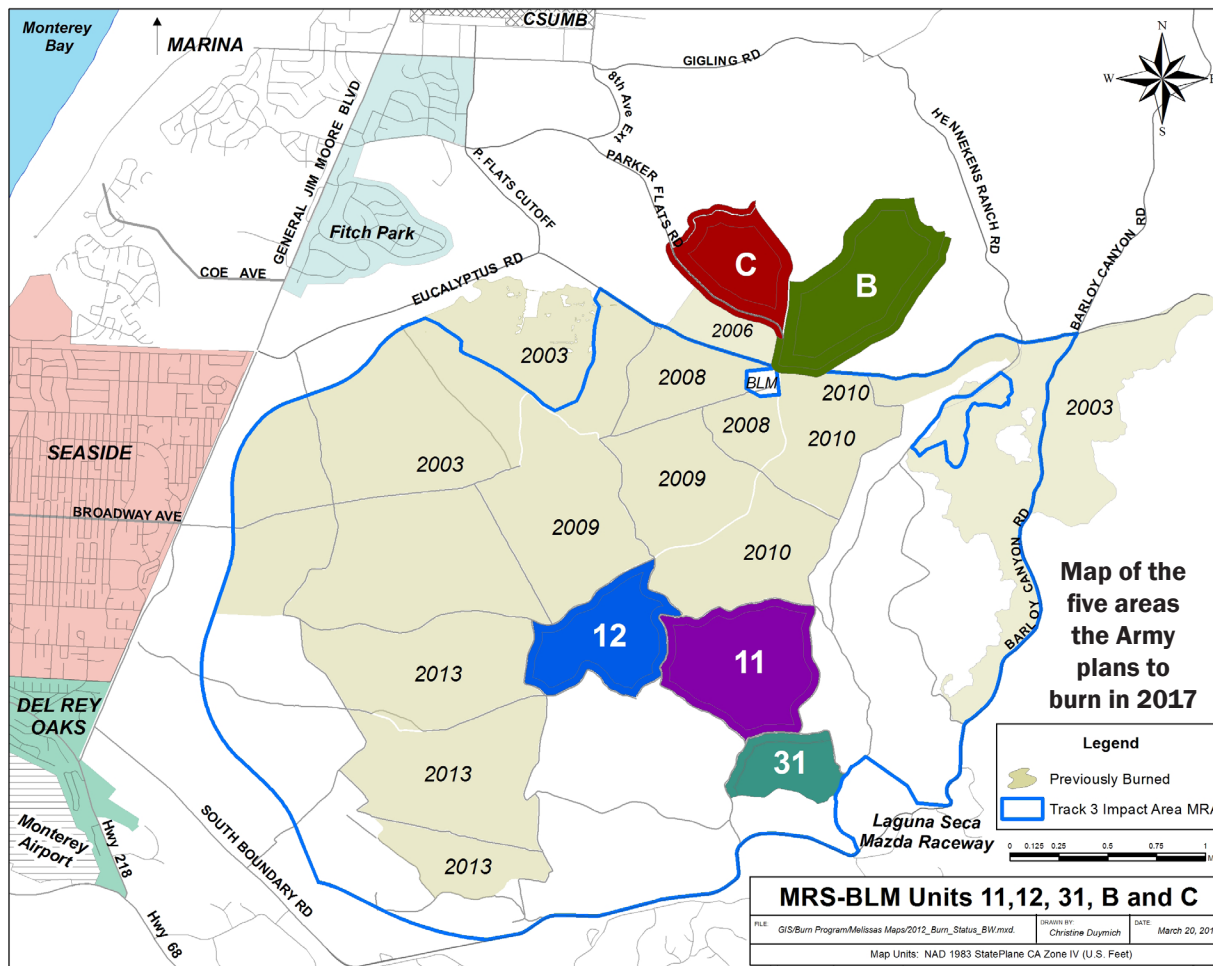 Monterey
Bay
MARINA
CSUMB
GIGLING RD
N
W
S
GENERAL JIM MOORE BLVD
8th Ave Ext
HENNEKENS RANCH RD
P. FLATS CUTOFF
PARKER FLATS RD
Fitch Park
COE AVE
EUCALYPTUS RD
BARLOY CANYON RD
C
B
2003
2006
2008
BLM
2010
2003
2008
2010
SEASIDE
2003
2009
BROADWAY AVE
2009
2010
BARLOY CANYON RD
Map of the
five areas
the Army
plans to
burn in 2017
12
11
2013
DEL REY
OAKS
31
2013
Legend
Previously Burned
Track 3 Impact Area MRA
Monterey
Airport
Hwy 218
SOUTH BOUNDARY RD
Laguna Seca
Mazda Raceway
0 0.125 0.25 0.5 0.75 1
2013
Hwy 68
MRS-BLM Units 11,12, 31, B and C
FILE: GIS/Burn Program/Melissas Maps/2012_Burn_Status_BW.mxd.
DRAWN BY: Christine Duymich
DATE: March 20, 201
Map Units: NAD 1983 StatePlane CA Zone IV (U.S. Feet)